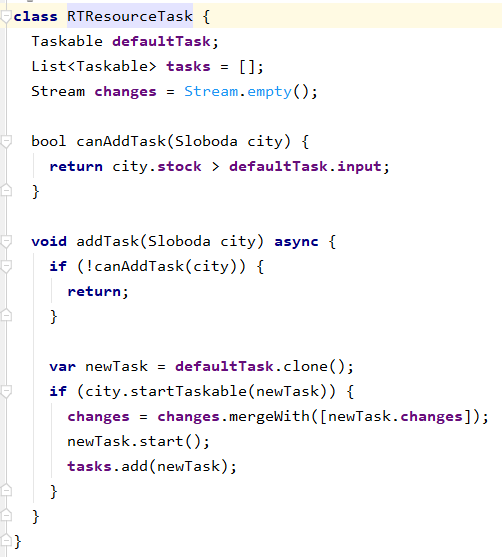 class RTResourceTask {
  Taskable defaultTask;
  List<Taskable> tasks = [];
  Stream changes = Stream.empty();

  bool canAddTask(Sloboda city) {
    return city.stock > defaultTask.input;
  }

  void addTask(Sloboda city) async {
    if (!canAddTask(city)) {
      return;
    }

    var newTask = defaultTask.clone();
    if (city.startTaskable(newTask)) {
      changes = changes.mergeWith([newTask.changes]);
      newTask.start();
      tasks.add(newTask);
    }
  }
}